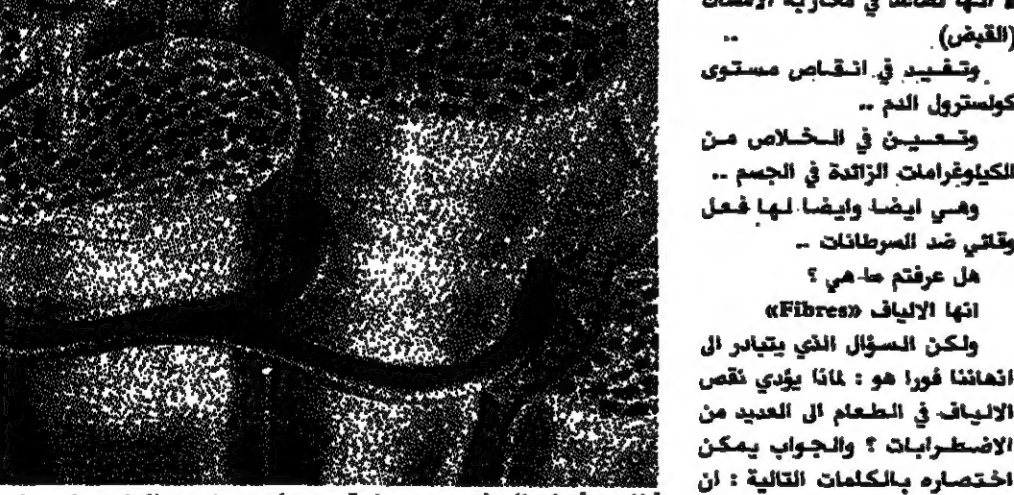 (القبض) ..
وتفيد في انقاص مستوى
كولسترول الدم ..
وتعين في الخلاص من
الكيلوغرامات الزائدة في الجسم ..
وهي ايضا وايضا لها فعل
وقائي ضد السرطانات ..
هل عرفتم ما هي ؟
انها الالياف «Fibres»
ولكن السؤال الذي يتبادر الى
اذهاننا فورا هو : لماذا يؤدي نقص
الالياف في الطعام الى العديد من
الاضطرابات ؟ والجواب يمكن
اختصاره بالكلمات التالية : ان